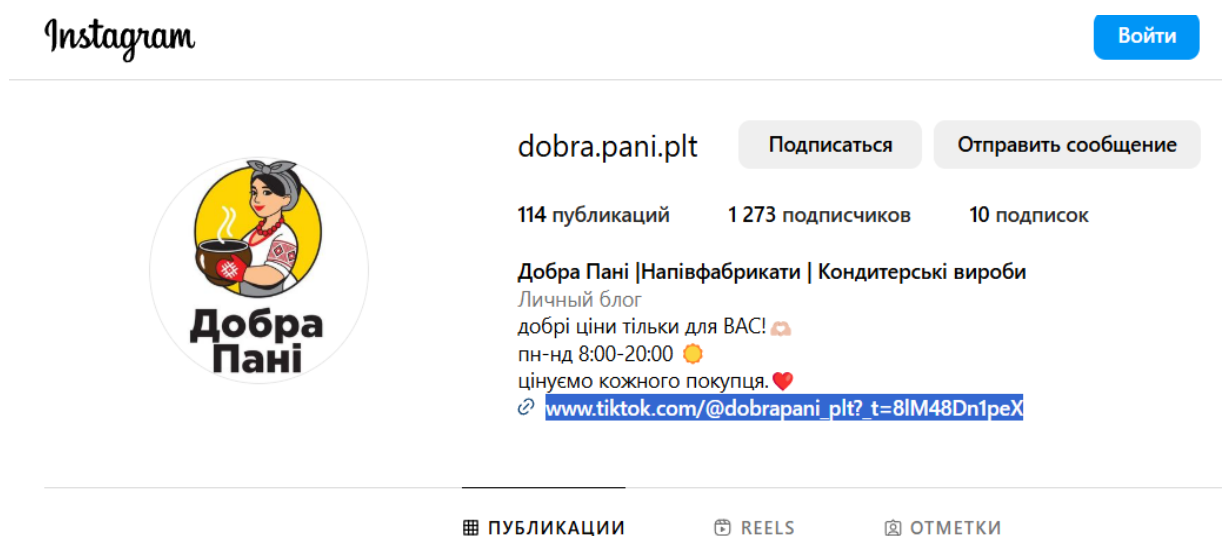 Instagram
Войти
dobra.pani.plt
Подписаться
Отправить сообщение
114 публикаций
1 273 подписчиков
10 подписок
Добра Пані |Напівфабрикати | Кондитерські вироби
Личный блог
добрі ціни тільки для ВАС! 🫶🏻
пн-нд 8:00-20:00 🌞
цінуємо кожного покупця.❤️
www.tiktok.com/@dobrapani_plt?_t=8lM48Dn1peX
Добра
Пані
ПУБЛИКАЦИИ
REELS
ОТМЕТКИ